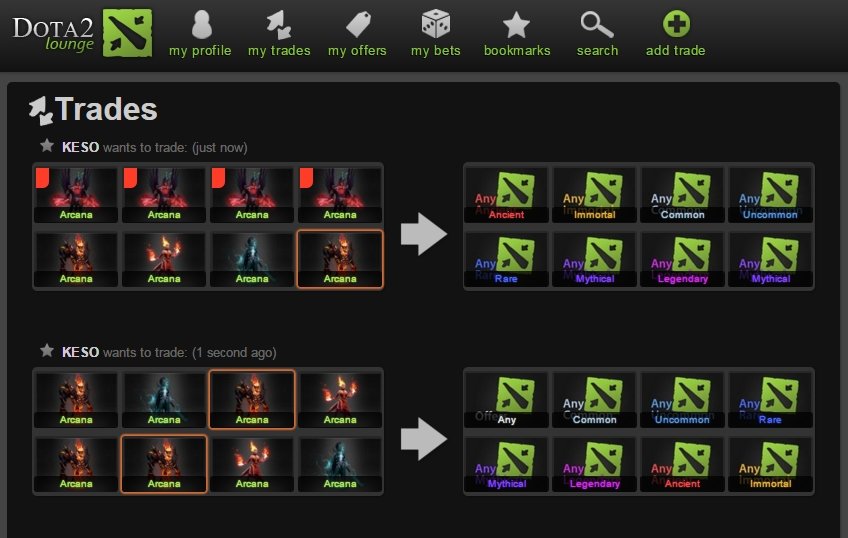 DOTA2
lounge
my profile
my trades
my offers
my bets
bookmarks
search
add trade
Trades
KESO wants to trade: (just now)
Arcana Arcana Arcana Arcana
Any Any Any Any
Ancient Immortal Common Uncommon
Arcana Arcana Arcana Arcana
Any Any Any Any
Rare Mythical Legendary Mythical
KESO wants to trade: (1 second ago)
Arcana Arcana Arcana Arcana
Any Any Any
Any Common Uncommon Rare
Arcana Arcana Arcana Arcana
Any Any Any Any
Mythical Legendary Ancient Immortal